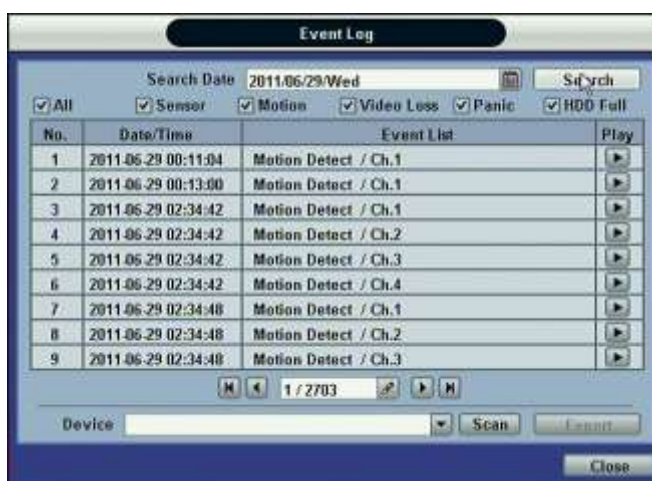 Event Log
Search Date 2011/06/29/Wed Search
All Sensor Motion Video Loss Panic HDD Full
No. Date/Time Event List Play
1 2011-06-29 00:11:04 Motion Detect / Ch.1
2 2011-06-29 00:13:00 Motion Detect / Ch.1
3 2011-06-29 02:34:42 Motion Detect / Ch.1
4 2011-06-29 02:34:42 Motion Detect / Ch.2
5 2011-06-29 02:34:42 Motion Detect / Ch.3
6 2011-06-29 02:34:42 Motion Detect / Ch.4
7 2011-06-29 02:34:48 Motion Detect / Ch.1
8 2011-06-29 02:34:48 Motion Detect / Ch.2
9 2011-06-29 02:34:48 Motion Detect / Ch.3
1 / 2703
Device Scan Export
Close